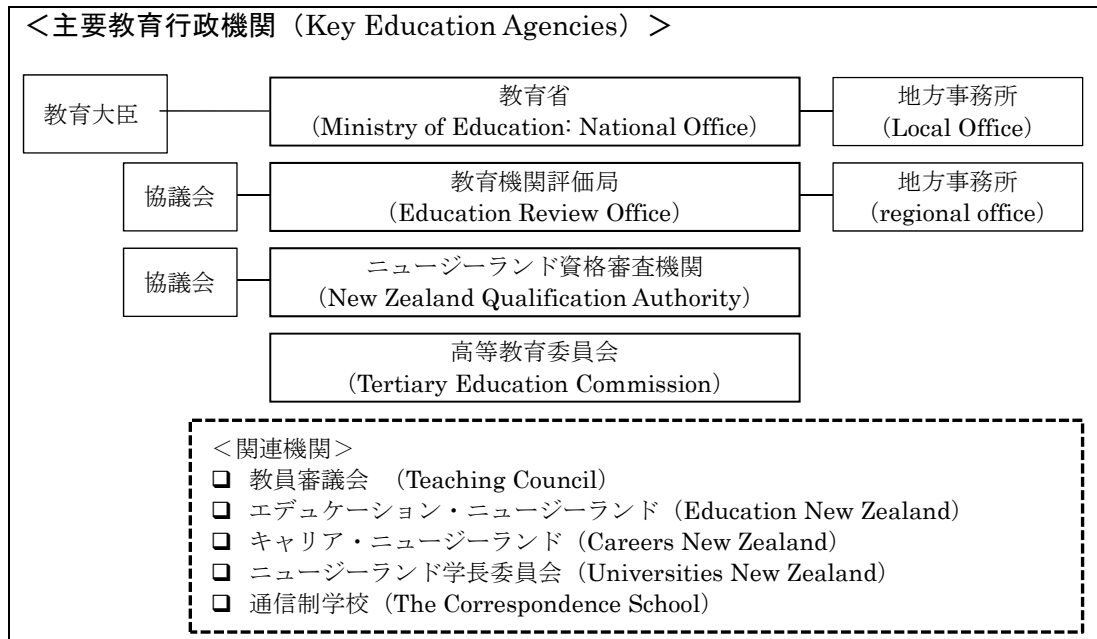 ＜主要教育行政機関（Key Education Agencies）＞
教育大臣
教育省
（Ministry of Education: National Office）
地方事務所
（Local Office）
協議会
教育機関評価局
（Education Review Office）
地方事務所
（regional office）
協議会
ニュージーランド資格審査機関
（New Zealand Qualification Authority）
高等教育委員会
（Tertiary Education Commission）
＜関連機関＞
❑ 教員審議会 （Teaching Council）
❑ エデュケーション・ニュージーランド（Education New Zealand）
❑ キャリア・ニュージーランド（Careers New Zealand）
❑ ニュージーランド学長委員会（Universities New Zealand）
❑ 通信制学校（The Correspondence School）